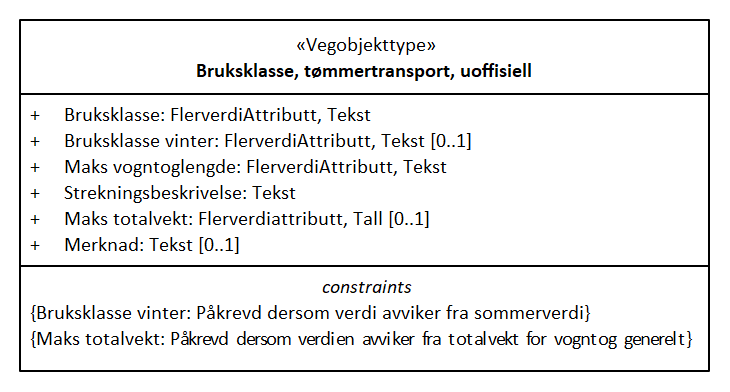 «Vegobjekttype»
Bruksklasse, tømmertransport, uoffisiell
+ Bruksklasse: FlerverdiAttributt, Tekst
+ Bruksklasse vinter: FlerverdiAttributt, Tekst [0..1]
+ Maks vogntoglengde: FlerverdiAttributt, Tekst
+ Strekningsbeskrivelse: Tekst
+ Maks totalvekt: Flerverdiattributt, Tall [0..1]
+ Merknad: Tekst [0..1]
constraints
{Bruksklasse vinter: Påkrevd dersom verdi avviker fra sommerverdi}
{Maks totalvekt: Påkrevd dersom verdien avviker fra totalvekt for vogntog generelt}